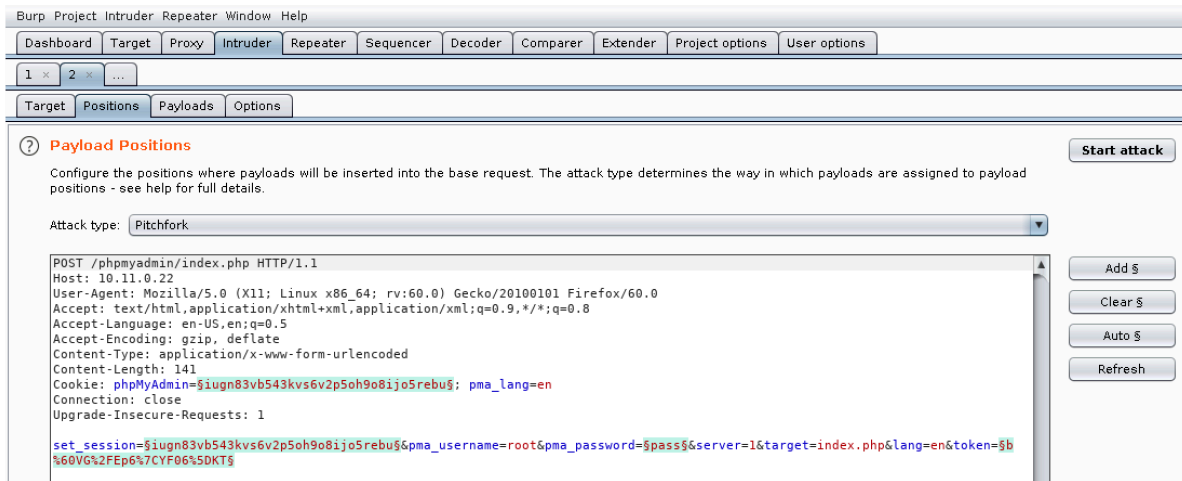 Burp Project Intruder Repeater Window Help
Dashboard Target Proxy Intruder Repeater Sequencer Decoder Comparer Extender Project options User options
1 × 2 × ...
Target Positions Payloads Options
? Payload Positions
Start attack
Configure the positions where payloads will be inserted into the base request. The attack type determines the way in which payloads are assigned to payload
positions - see help for full details.
Attack type: Pitchfork
POST /phpmyadmin/index.php HTTP/1.1
Host: 10.11.0.22
User-Agent: Mozilla/5.0 (X11; Linux x86_64; rv:60.0) Gecko/20100101 Firefox/60.0
Accept: text/html,application/xhtml+xml,application/xml;q=0.9,*/*;q=0.8
Accept-Language: en-US,en;q=0.5
Accept-Encoding: gzip, deflate
Content-Type: application/x-www-form-urlencoded
Content-Length: 141
Cookie: phpMyAdmin=§iugn83vb543kvs6v2p5oh9o8ijo5rebu§; pma_lang=en
Connection: close
Upgrade-Insecure-Requests: 1
set_session=§iugn83vb543kvs6v2p5oh9o8ijo5rebu§&pma_username=root&pma_password=§pass§&server=1&target=index.php&lang=en&token=§b
%60VG%2FEp6%7CYF06%5DKT§
Add §
Clear §
Auto §
Refresh